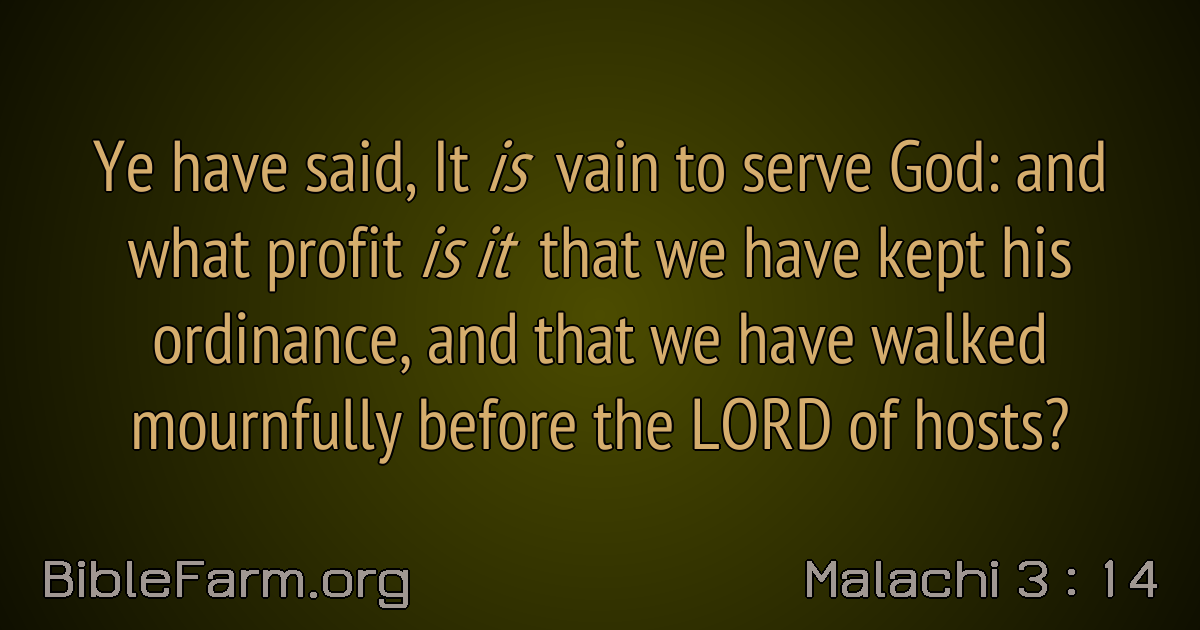 Ye have said, It is vain to serve God: and
what profit is it that we have kept his
ordinance, and that we have walked
mournfully before the LORD of hosts?
BibleFarm.org
Malachi 3 : 14